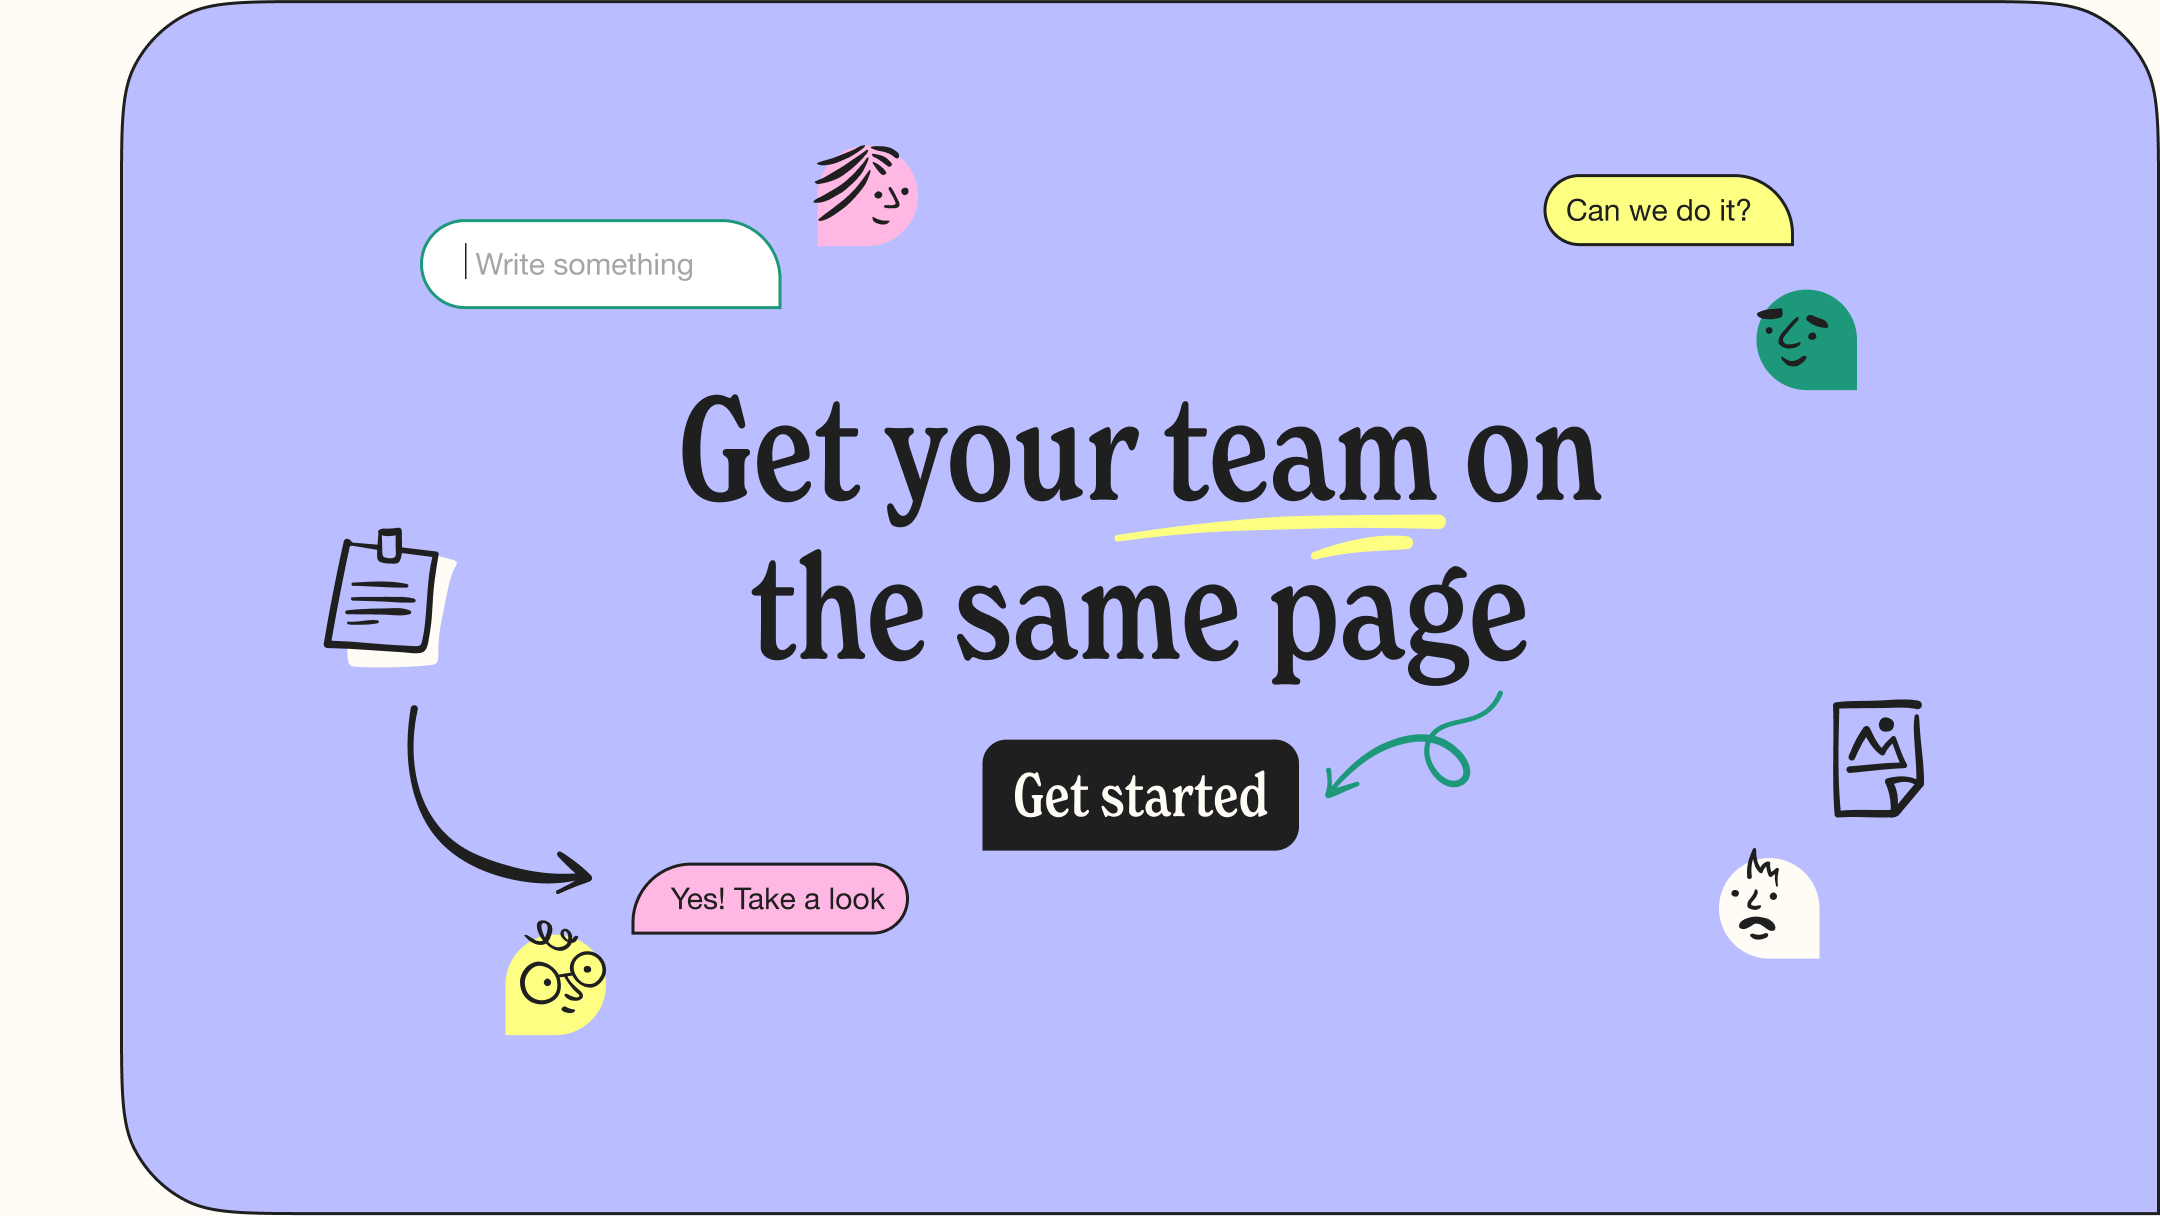 Can we do it?
Write something
Get your team on
the same page
Get started
Yes! Take a look